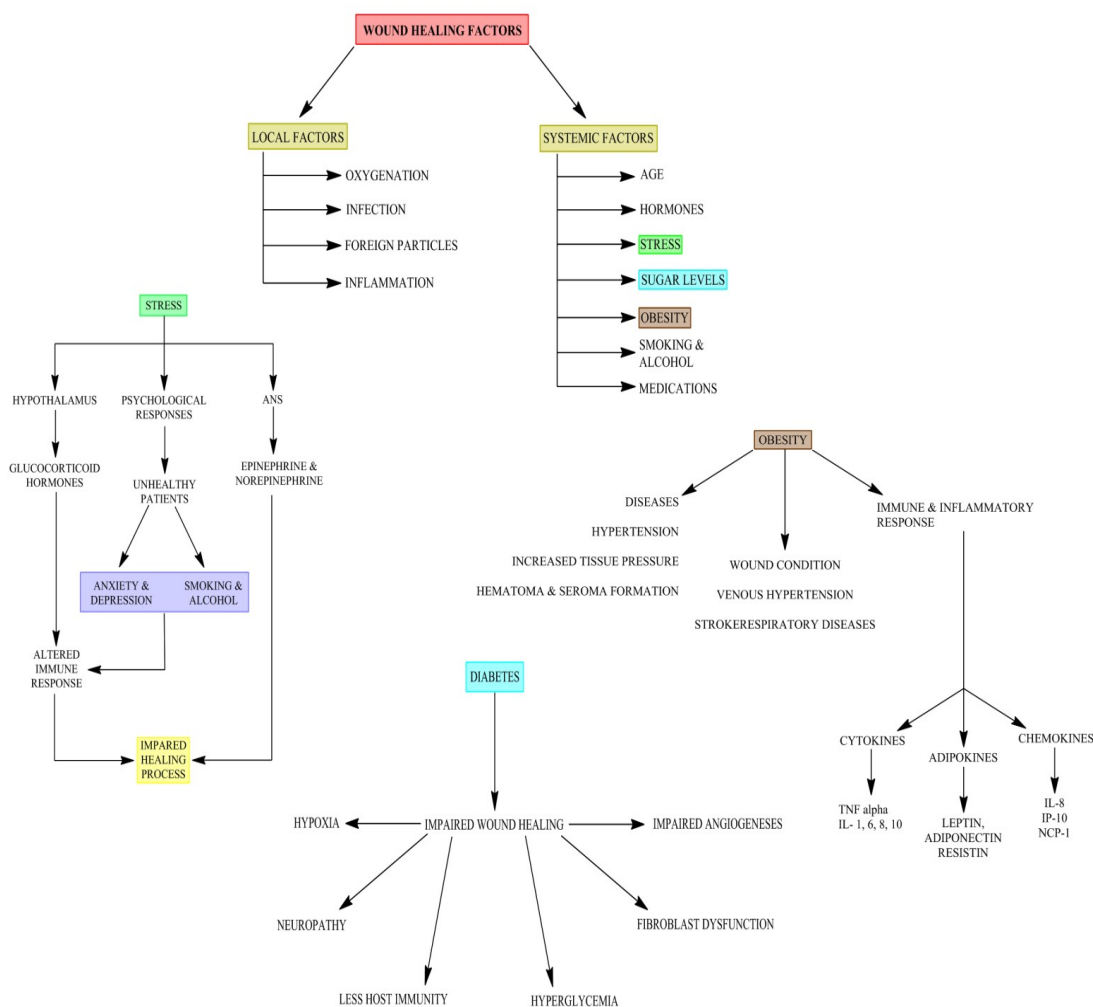 WOUND HEALING FACTORS
LOCAL FACTORS
OXYGENATION
INFECTION
FOREIGN PARTICLES
INFLAMMATION
SYSTEMIC FACTORS
AGE
HORMONES
STRESS
SUGAR LEVELS
OBESITY
SMOKING &
ALCOHOL
MEDICATIONS
STRESS
HYPOTHALAMUS
GLUCOCORTICOID
HORMONES
PSYCHOLOGICAL
RESPONSES
UNHEALTHY
PATIENTS
ANXIETY &
DEPRESSION
SMOKING &
ALCOHOL
ANS
EPINEPHRINE &
NOREPINEPHRINE
ALTERED
IMMUNE
RESPONSE
IMPARED
HEALING
PROCESS
OBESITY
DISEASES
HYPERTENSION
INCREASED TISSUE PRESSURE
HEMATOMA & SEROMA FORMATION
WOUND CONDITION
VENOUS HYPERTENSION
STROKERESPIRATORY DISEASES
IMMUNE & INFLAMMATORY
RESPONSE
CYTOKINES
TNF alpha
IL- 1, 6, 8, 10
ADIPOKINES
LEPTIN,
ADIPONECTIN
RESISTIN
CHEMOKINES
IL-8
IP-10
NCP-1
DIABETES
IMPAIRED WOUND HEALING
HYPOXIA
IMPAIRED ANGIOGENESES
NEUROPATHY
FIBROBLAST DYSFUNCTION
LESS HOST IMMUNITY
HYPERGLYCEMIA